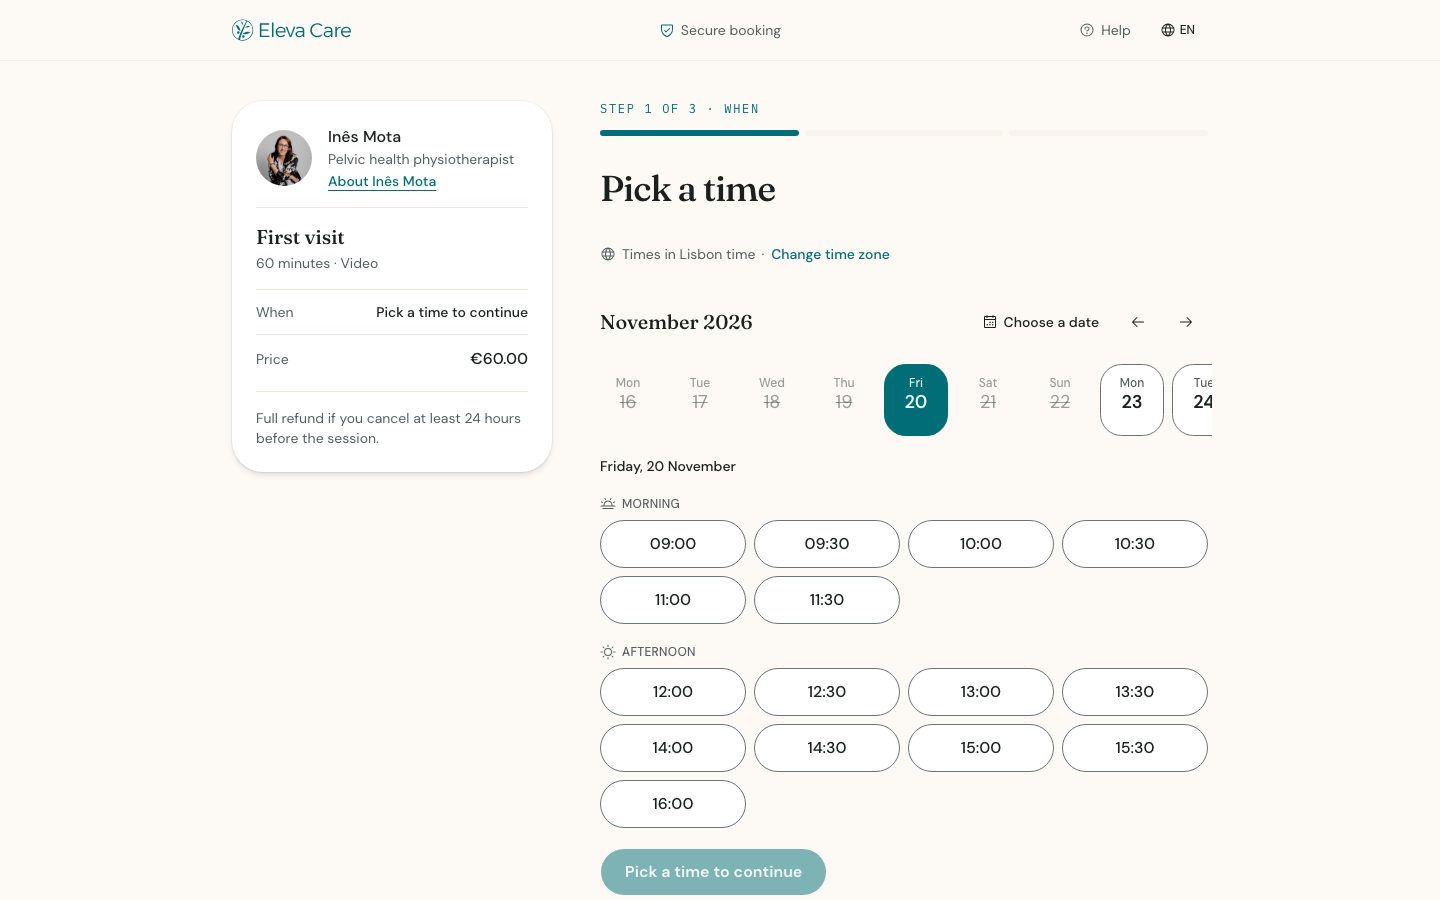 Eleva Care
Secure booking
Help
EN
Inês Mota
Pelvic health physiotherapist
About Inês Mota
First visit
60 minutes · Video
When Pick a time to continue
Price €60.00
Full refund if you cancel at least 24 hours
before the session.
STEP 1 OF 3 · WHEN
Pick a time
Times in Lisbon time · Change time zone
November 2026
Choose a date
Mon Tue Wed Thu Fri Sat Sun Mon Tue
16 17 18 19 20 21 22 23 24
Friday, 20 November
MORNING
09:00 09:30 10:00 10:30
11:00 11:30
AFTERNOON
12:00 12:30 13:00 13:30
14:00 14:30 15:00 15:30
16:00
Pick a time to continue